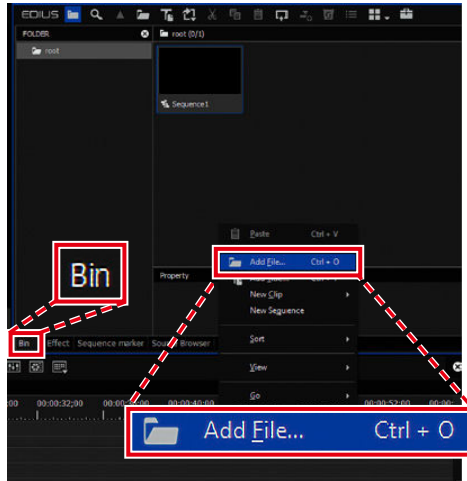 EDIUS
FOLDER
root (0/1)
root
Sequence1
Paste Ctrl + V
Add File... Ctrl + O
Bin
Property
New Clip
New Sequence
Bin Effect Sequence marker Source Browser
Sort
View
Go
00:00:32;00
00:00:40;00
00:00:52;00
Add File... Ctrl + O